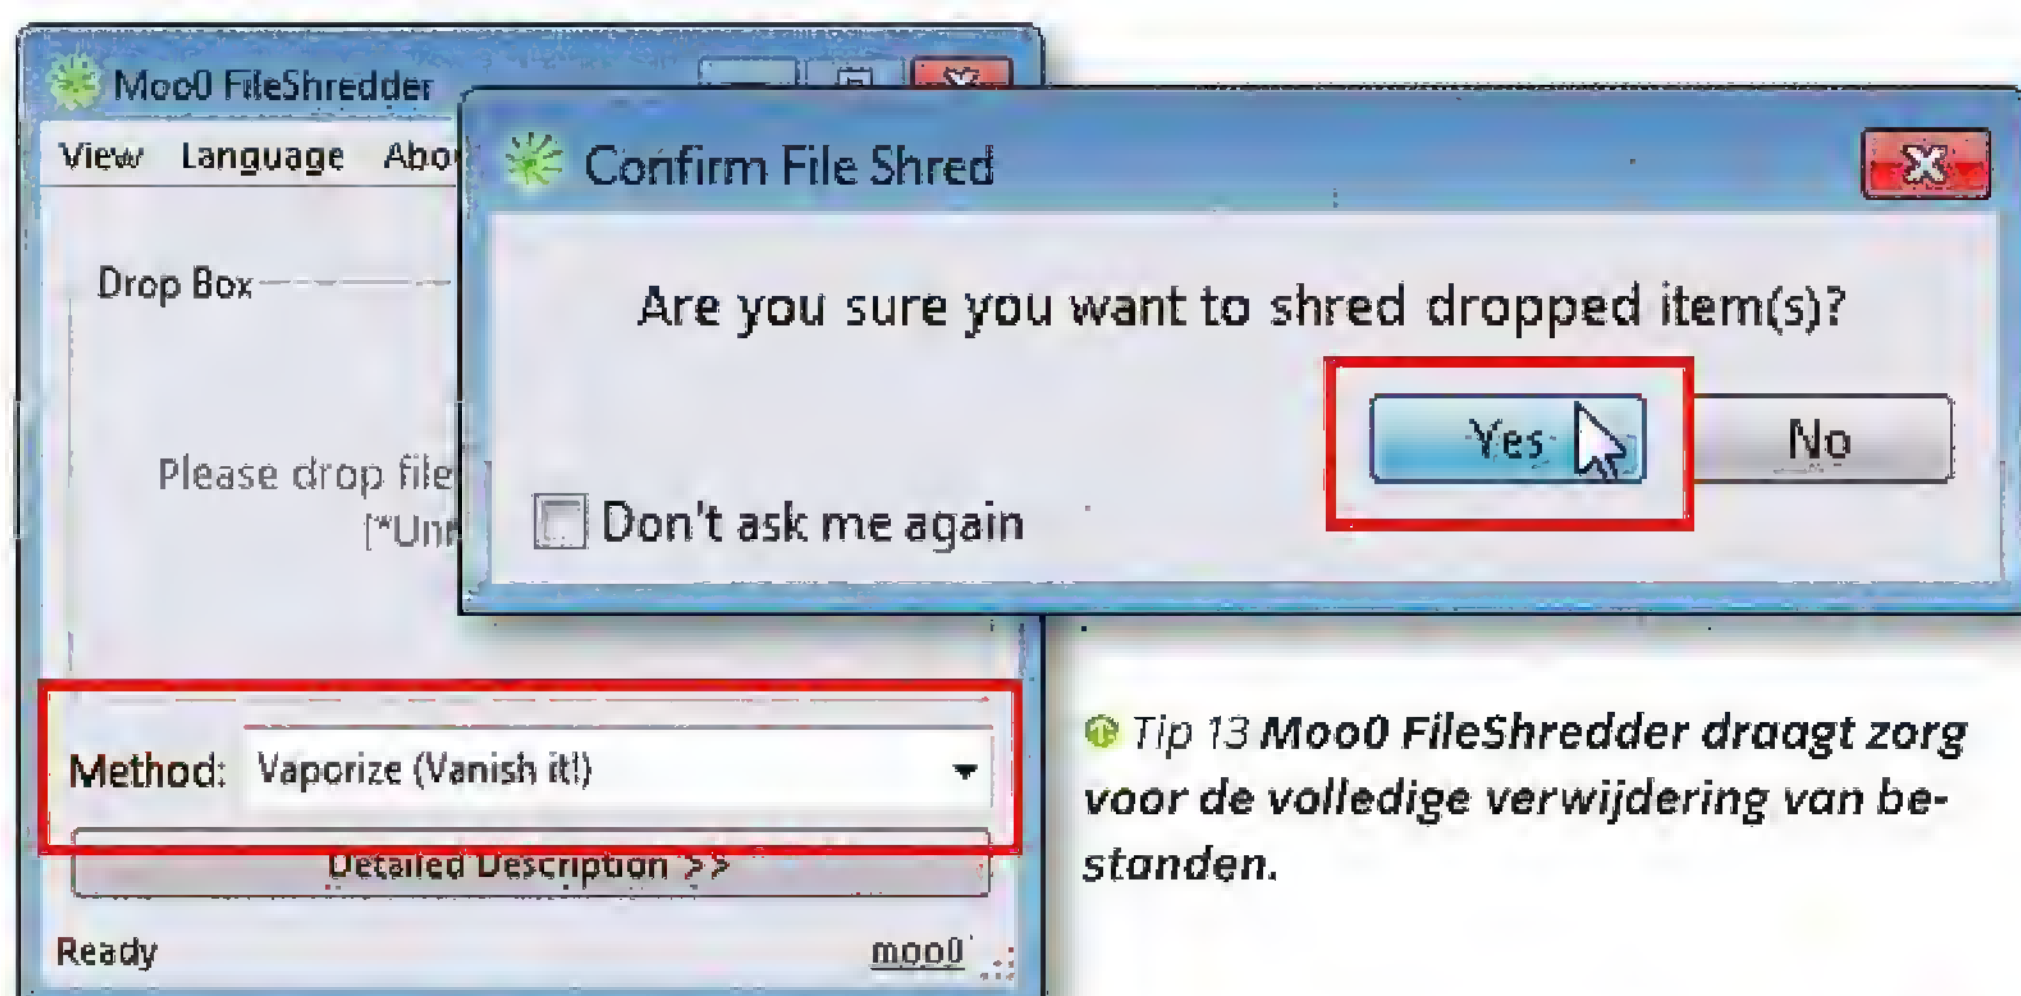 Moo0 FileShredder
View Language Abo
Drop Box
Please drop file
[*Un
Confirm File Shred
Are you sure you want to shred dropped item(s)?
Yes No
Don't ask me again
Method: Vaporize (Vanish it!)
Detailed Description >>
Ready moo0
Tip 13 Moo0 FileShredder draagt zorg
voor de volledige verwijdering van be-
standen.